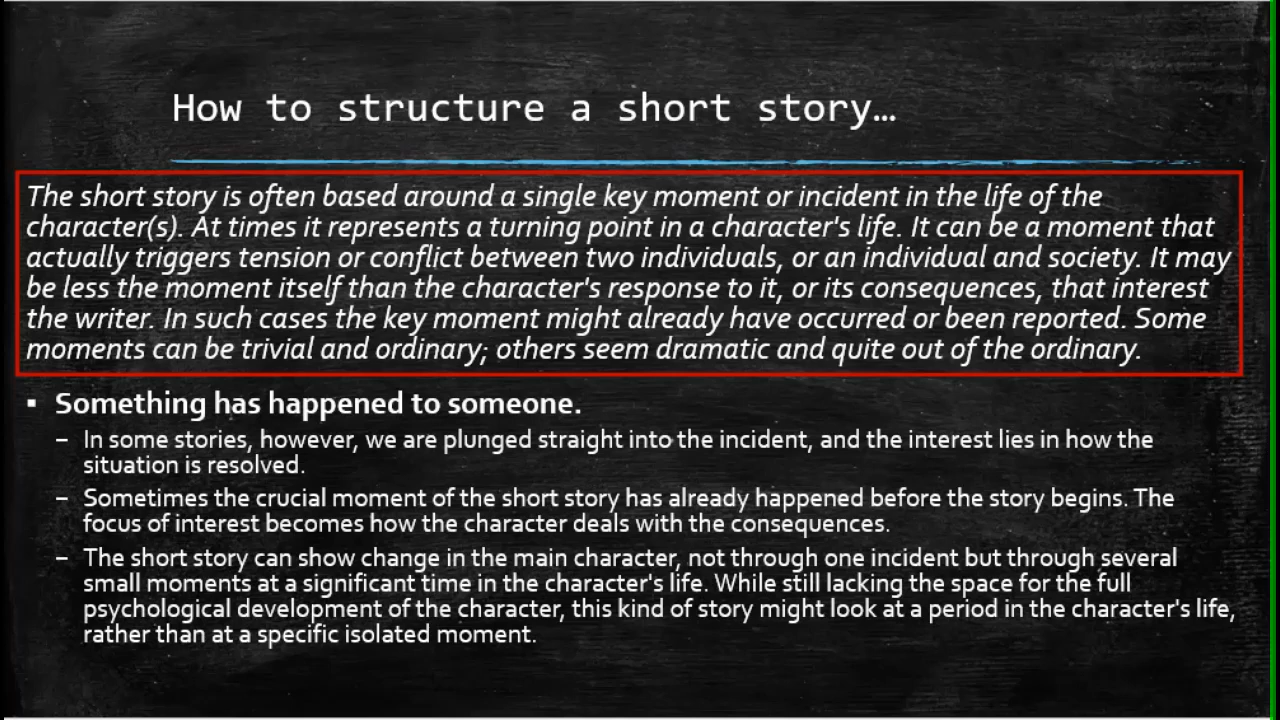 How to structure a short story…
The short story is often based around a single key moment or incident in the life of the
character(s). At times it represents a turning point in a character's life. It can be a moment that
actually triggers tension or conflict between two individuals, or an individual and society. It may
be less the moment itself than the character's response to it, or its consequences, that interest
the writer. In such cases the key moment might already have occurred or been reported. Some
moments can be trivial and ordinary; others seem dramatic and quite out of the ordinary.
▪ Something has happened to someone.
– In some stories, however, we are plunged straight into the incident, and the interest lies in how the
situation is resolved.
– Sometimes the crucial moment of the short story has already happened before the story begins. The
focus of interest becomes how the character deals with the consequences.
– The short story can show change in the main character, not through one incident but through several
small moments at a significant time in the character's life. While still lacking the space for the full
psychological development of the character, this kind of story might look at a period in the character's life,
rather than at a specific isolated moment.